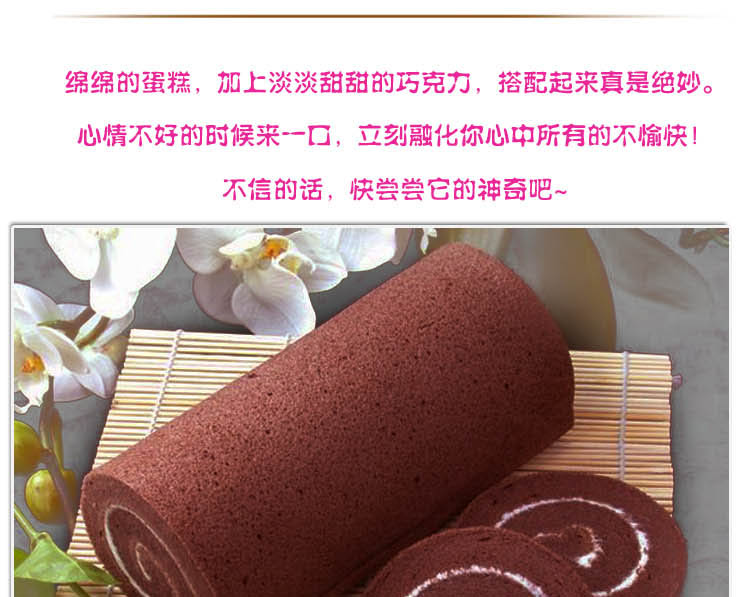 绵绵的蛋糕，加上淡淡甜甜的巧克力，搭配起来真是绝妙。
心情不好的时候来一口，立刻融化你心中所有的不愉快！
不信的话，快尝尝它的神奇吧~